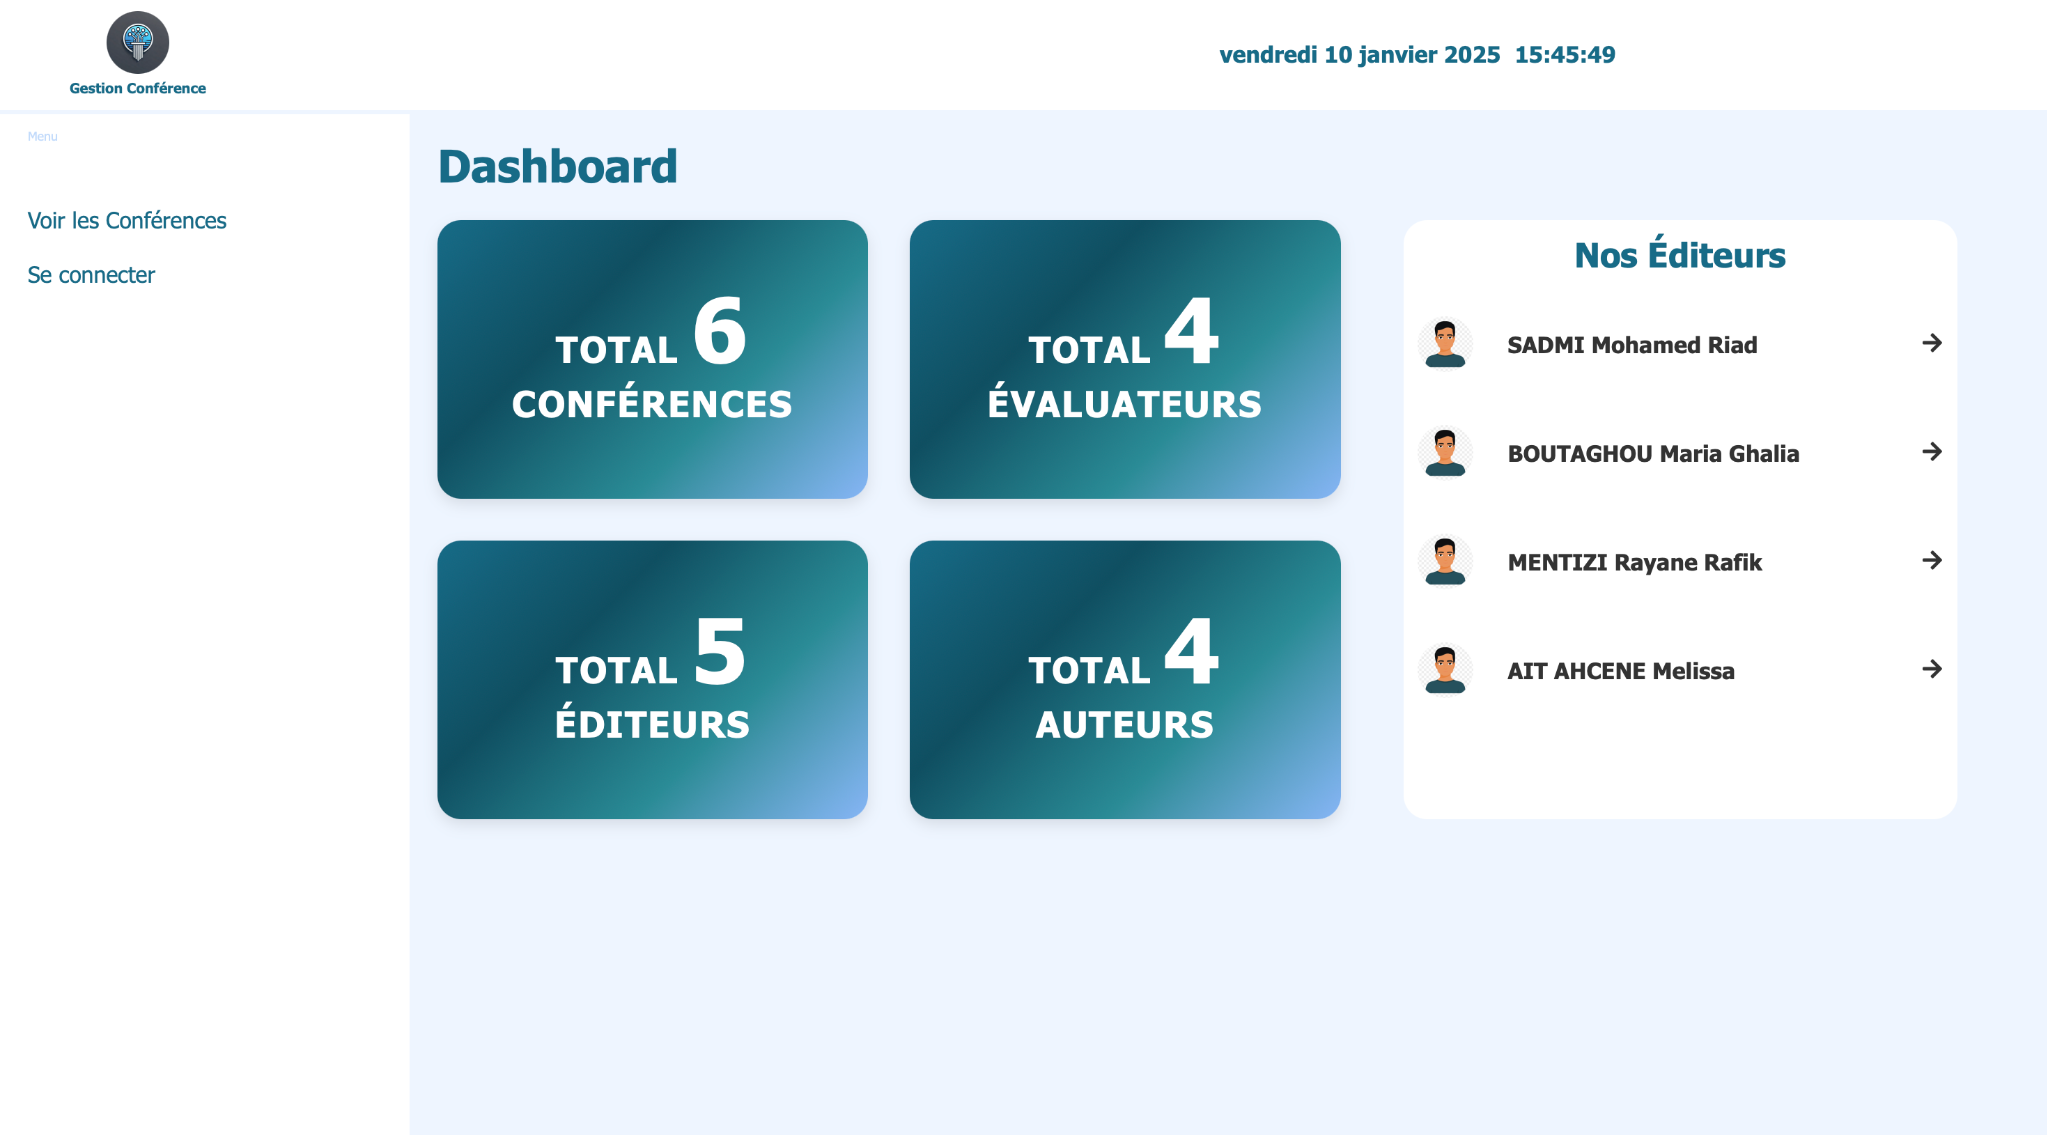 Gestion Conférence
vendredi 10 janvier 2025 15:45:49
Menu
Voir les Conférences
Se connecter
Dashboard
TOTAL 6
CONFÉRENCES
TOTAL 4
ÉVALUATEURS
TOTAL 5
ÉDITEURS
TOTAL 4
AUTEURS
Nos Éditeurs
SADMI Mohamed Riad
BOUTAGHOU Maria Ghalia
MENTIZI Rayane Rafik
AIT AHCENE Melissa